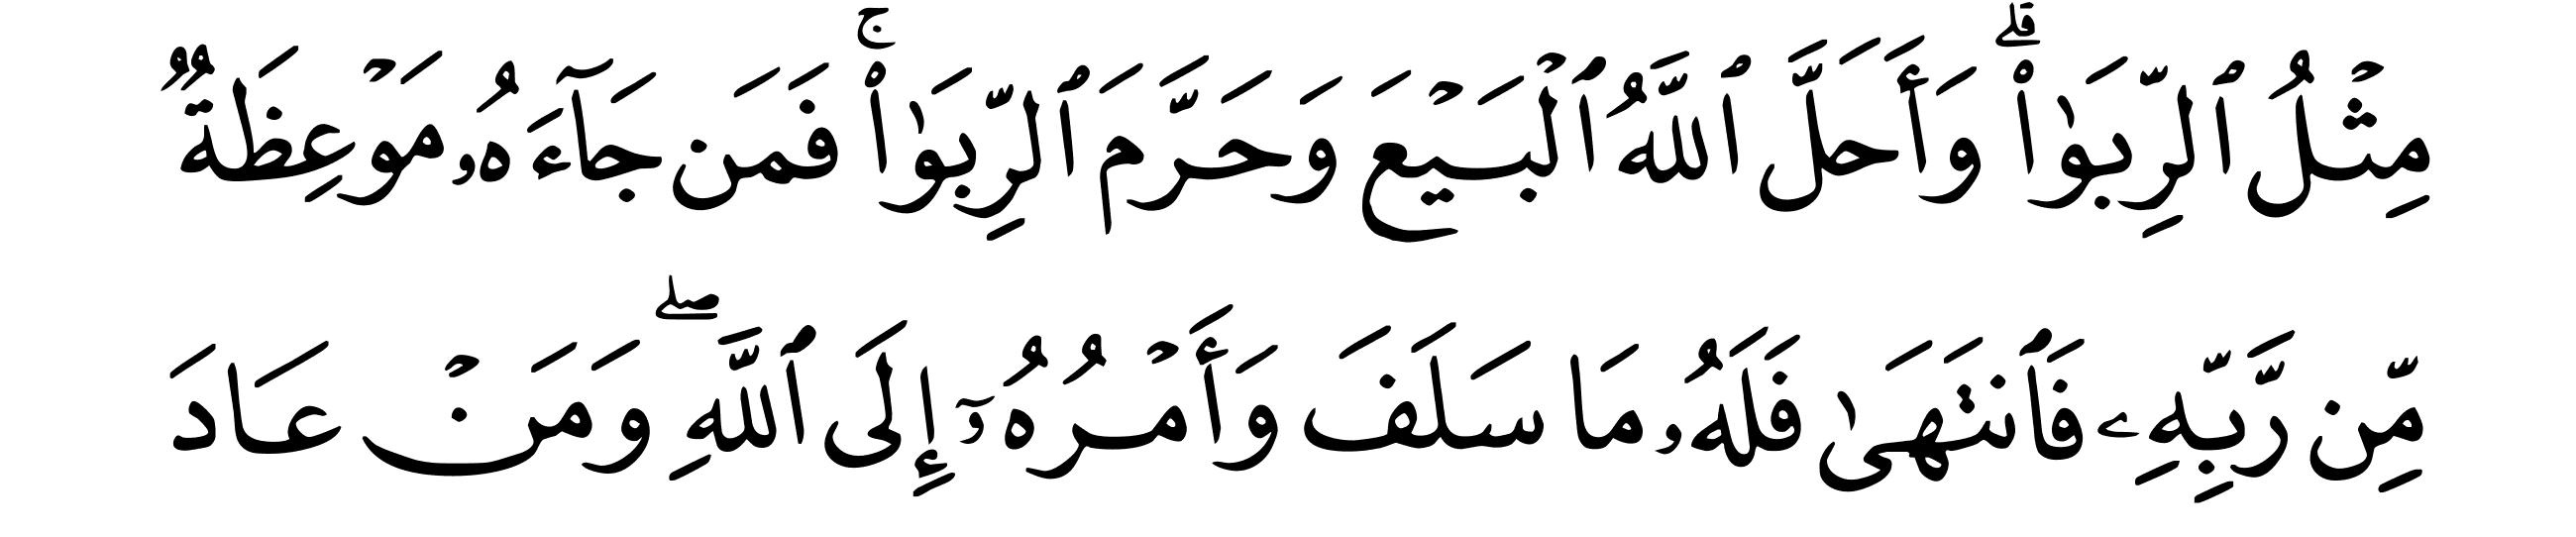 مِثۡلُ ٱلرِّبَوٰاْۗ وَأَحَلَّ ٱللَّهُ ٱلۡبَيۡعَ وَحَرَّمَ ٱلرِّبَوٰاْۚ فَمَن جَآءَهُۥ مَوۡعِظَةٞ
مِّن رَّبِّهِۦ فَٱنتَهَىٰ فَلَهُۥ مَا سَلَفَ وَأَمۡرُهُۥٓ إِلَى ٱللَّهِۖ وَمَنۡ عَادَ